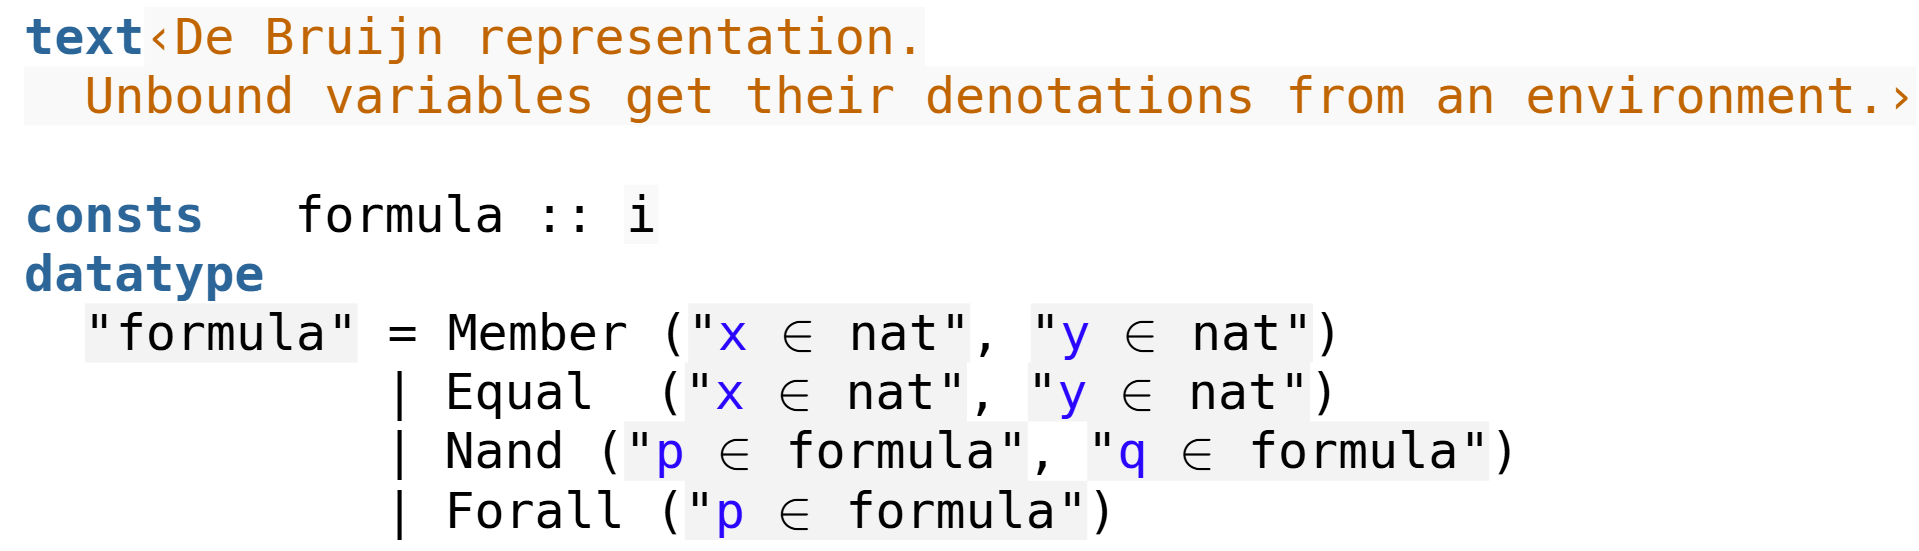 text‹De Bruijn representation.
  Unbound variables get their denotations from an environment.›

consts   formula :: i
datatype
  "formula" = Member ("x ∈ nat", "y ∈ nat")
            | Equal  ("x ∈ nat", "y ∈ nat")
            | Nand ("p ∈ formula", "q ∈ formula")
            | Forall ("p ∈ formula")